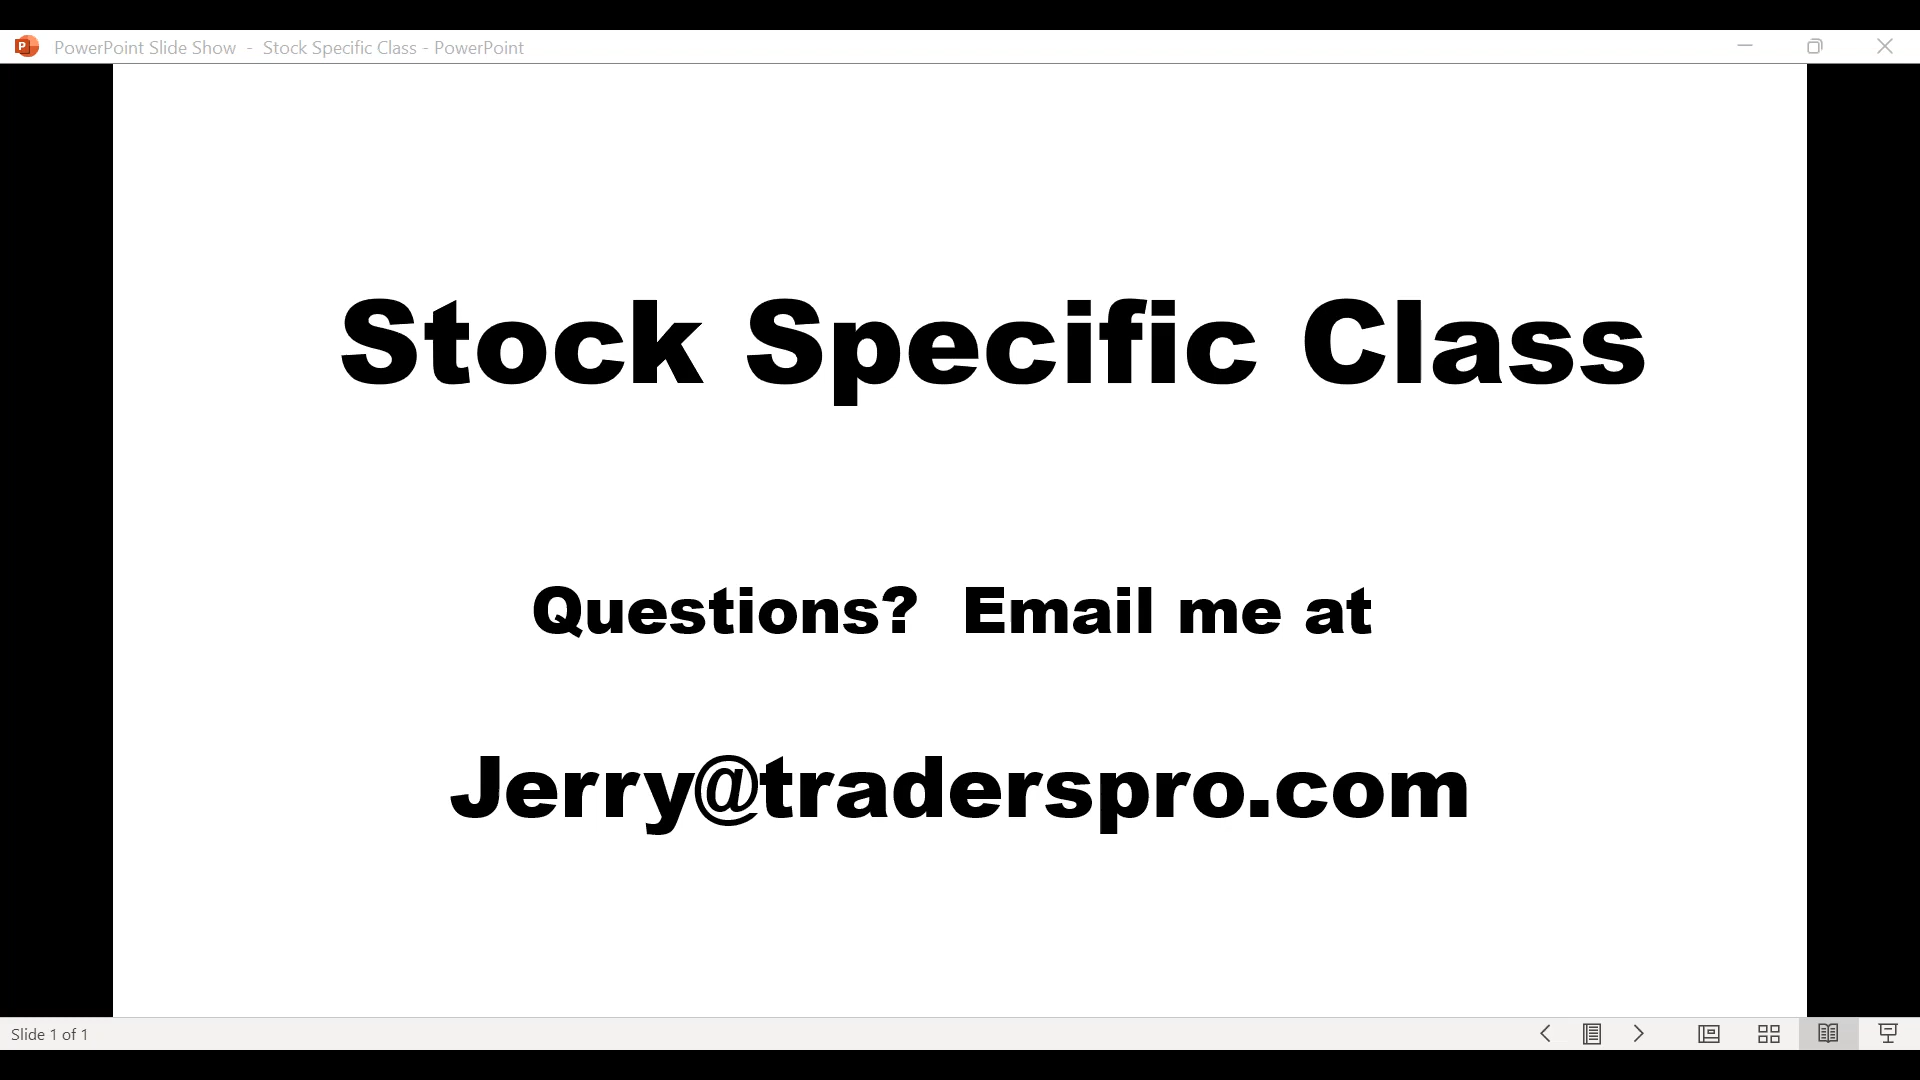 PowerPoint Slide Show - Stock Specific Class - PowerPoint
Stock Specific Class
Questions? Email me at
Jerry@traderspro.com
Slide 1 of 1